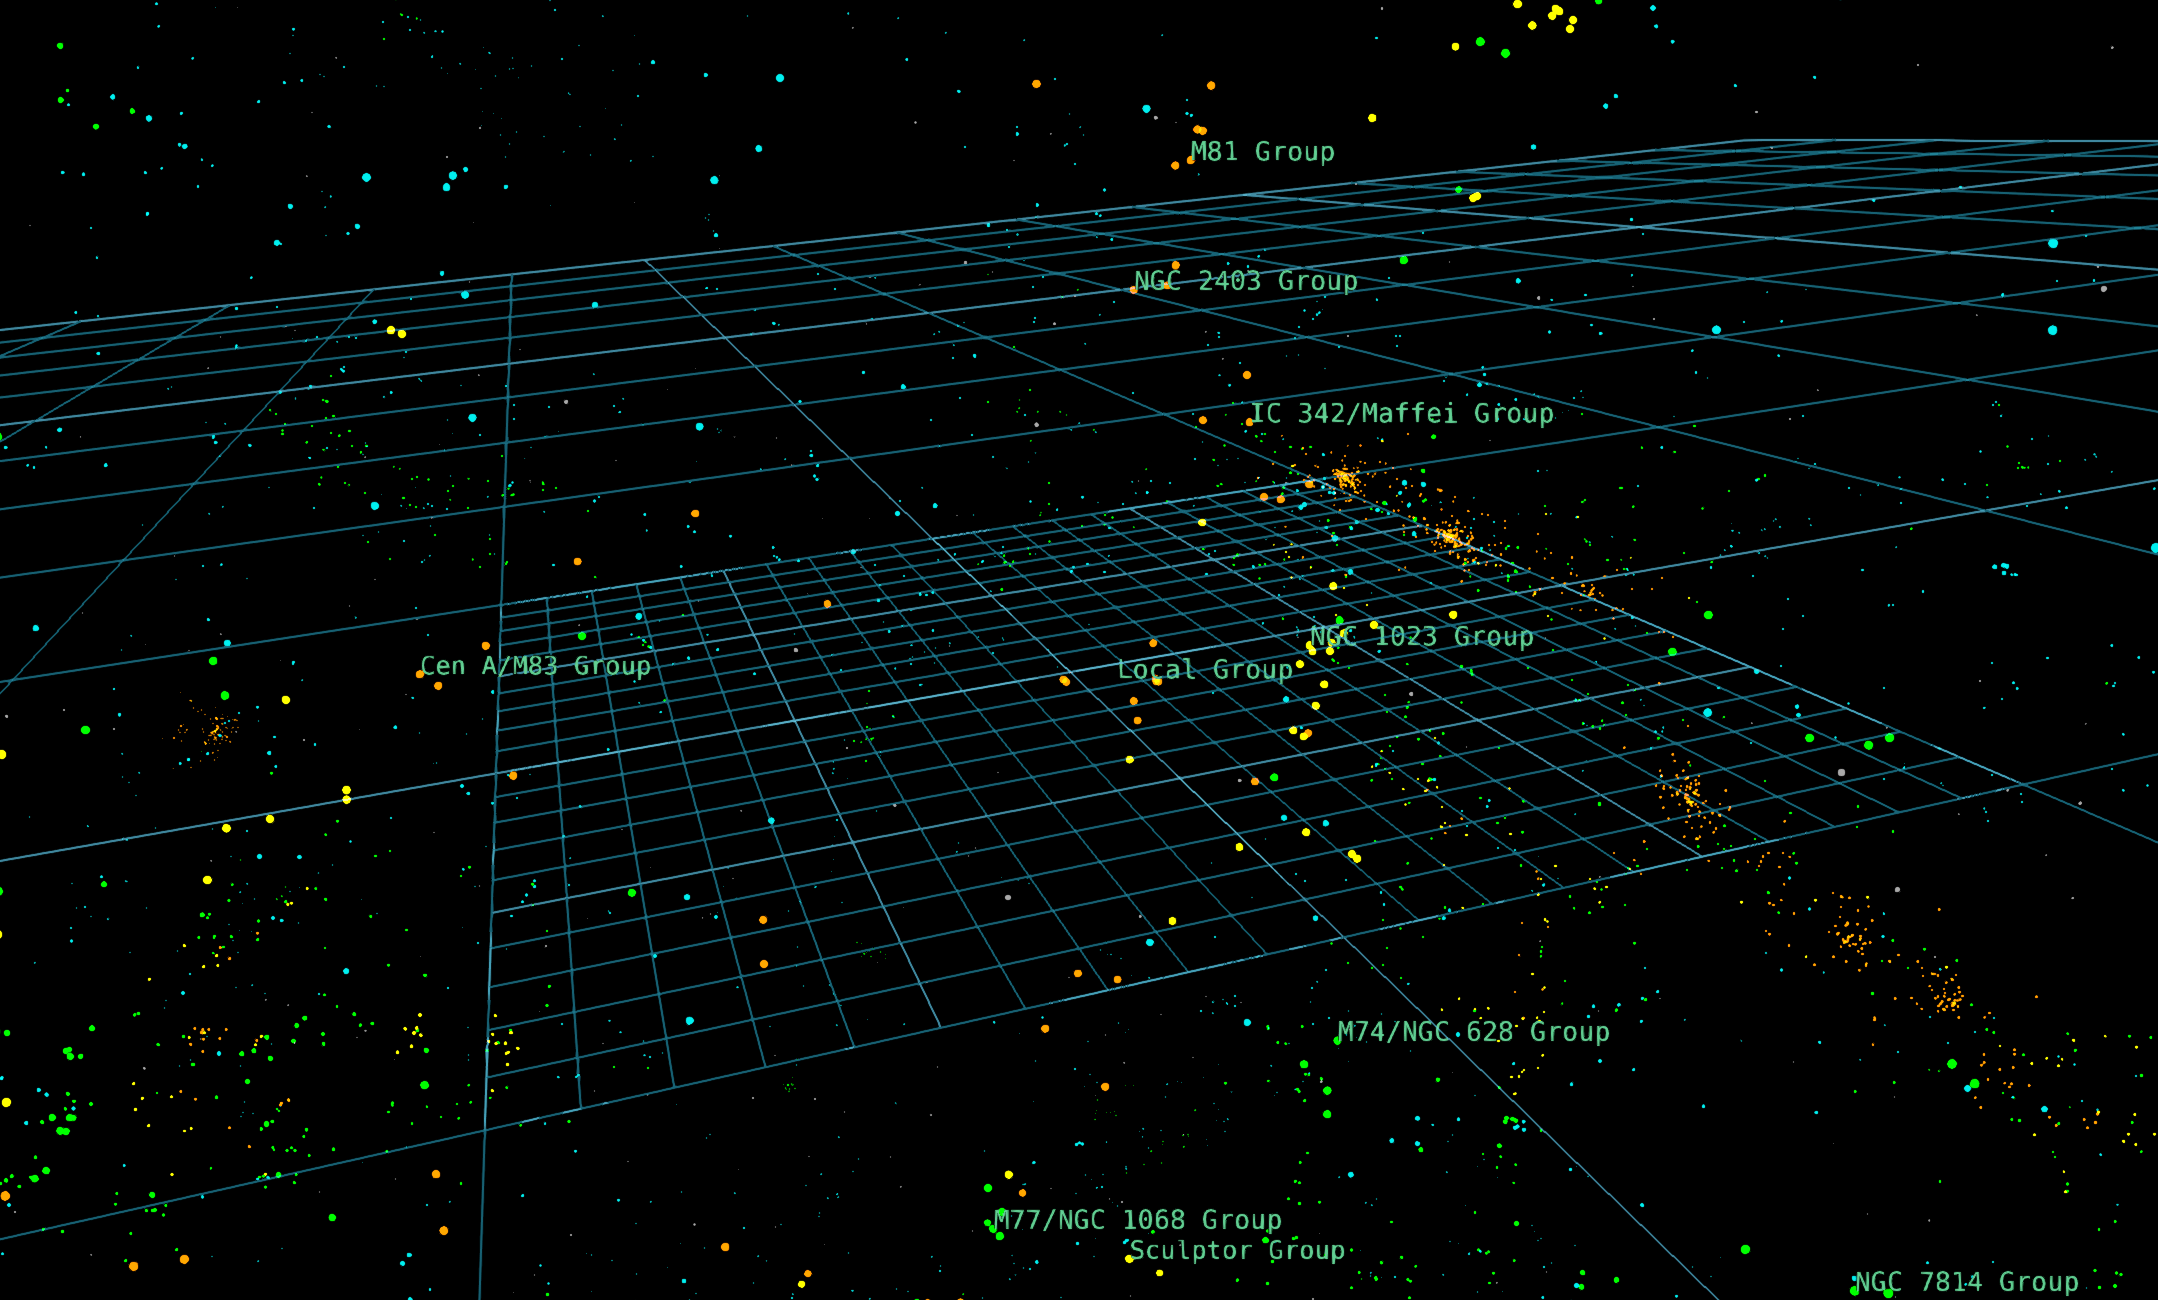 M81 Group
NGC 2403 Group
IC 342/Maffei Group
NGC 1023 Group
Cen A/M83 Group
Local Group
M74/NGC 628 Group
M77/NGC 1068 Group
Sculptor Group
NGC 7814 Group